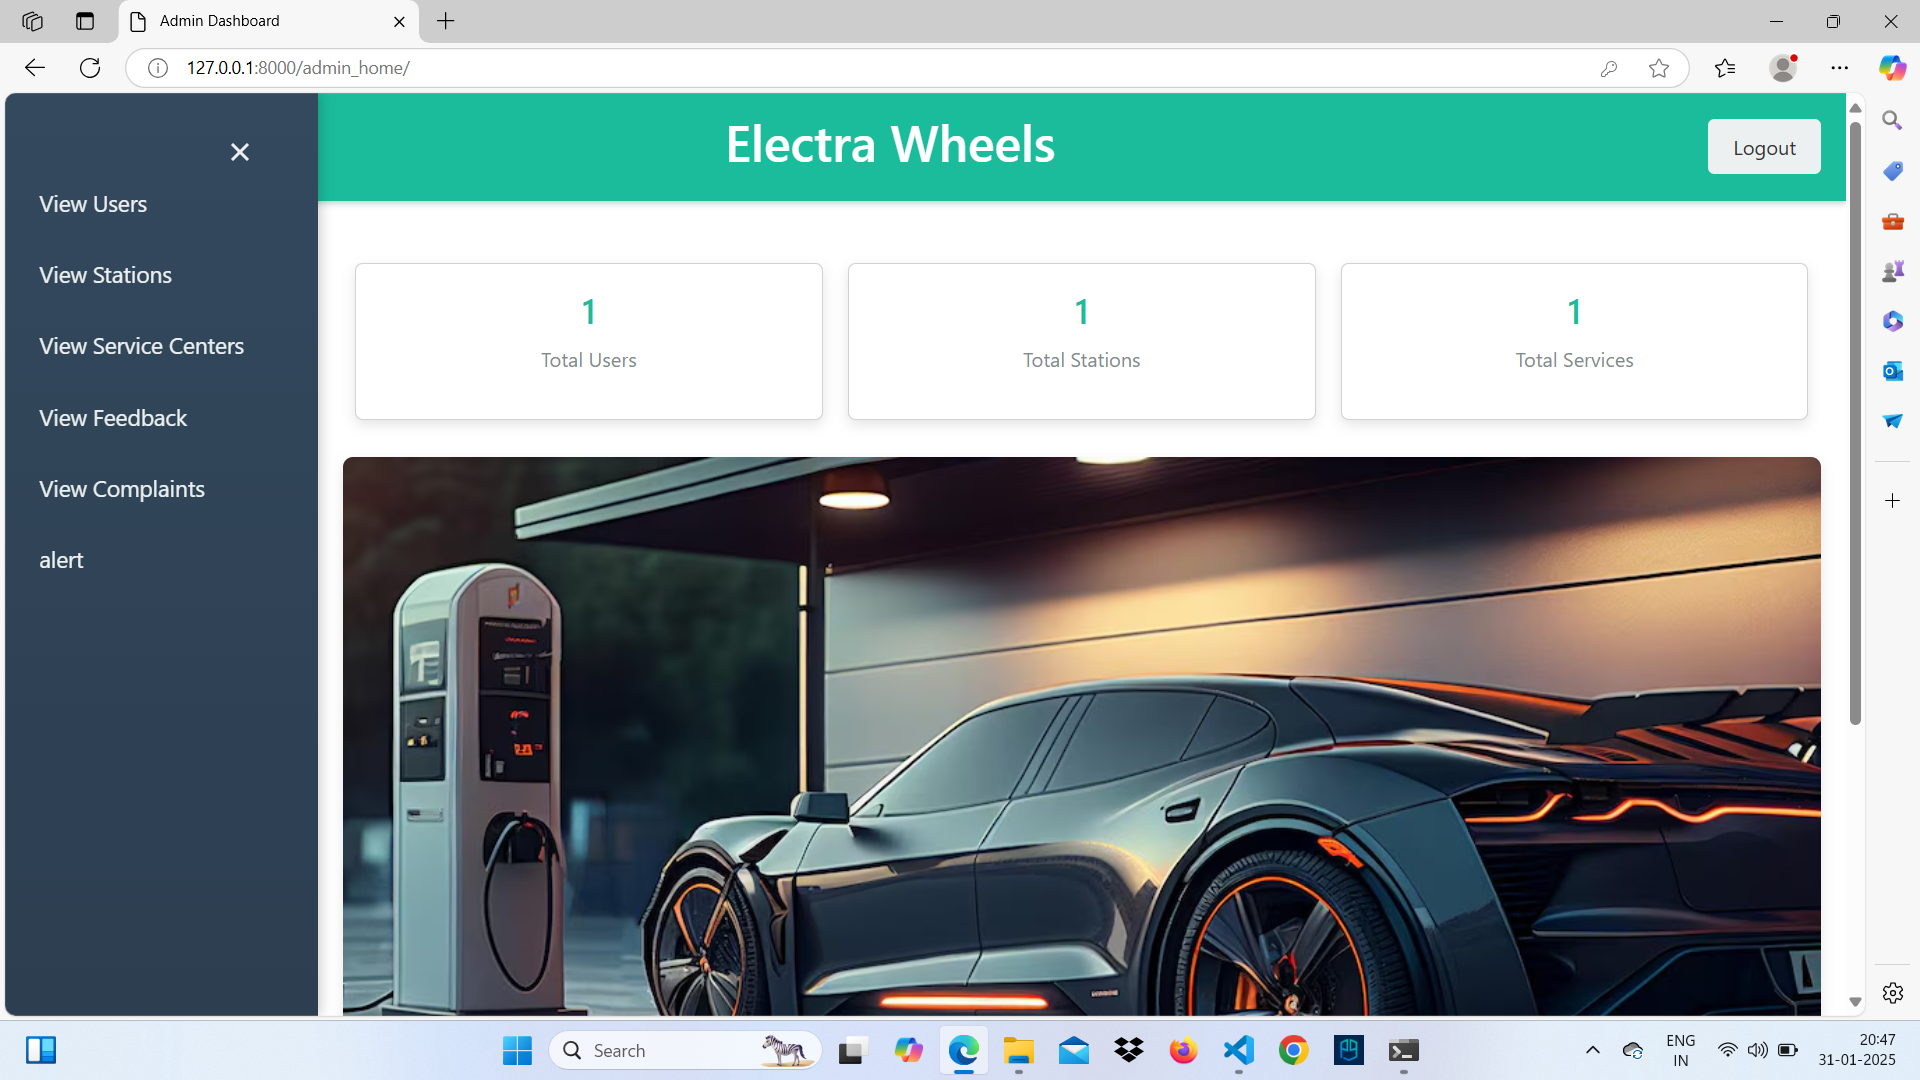 Admin Dashboard
127.0.0.1:8000/admin_home/
Electra Wheels
Logout
View Users
View Stations
View Service Centers
View Feedback
View Complaints
alert
1
Total Users
1
Total Stations
1
Total Services
Search
ENG
IN
20:47
31-01-2025